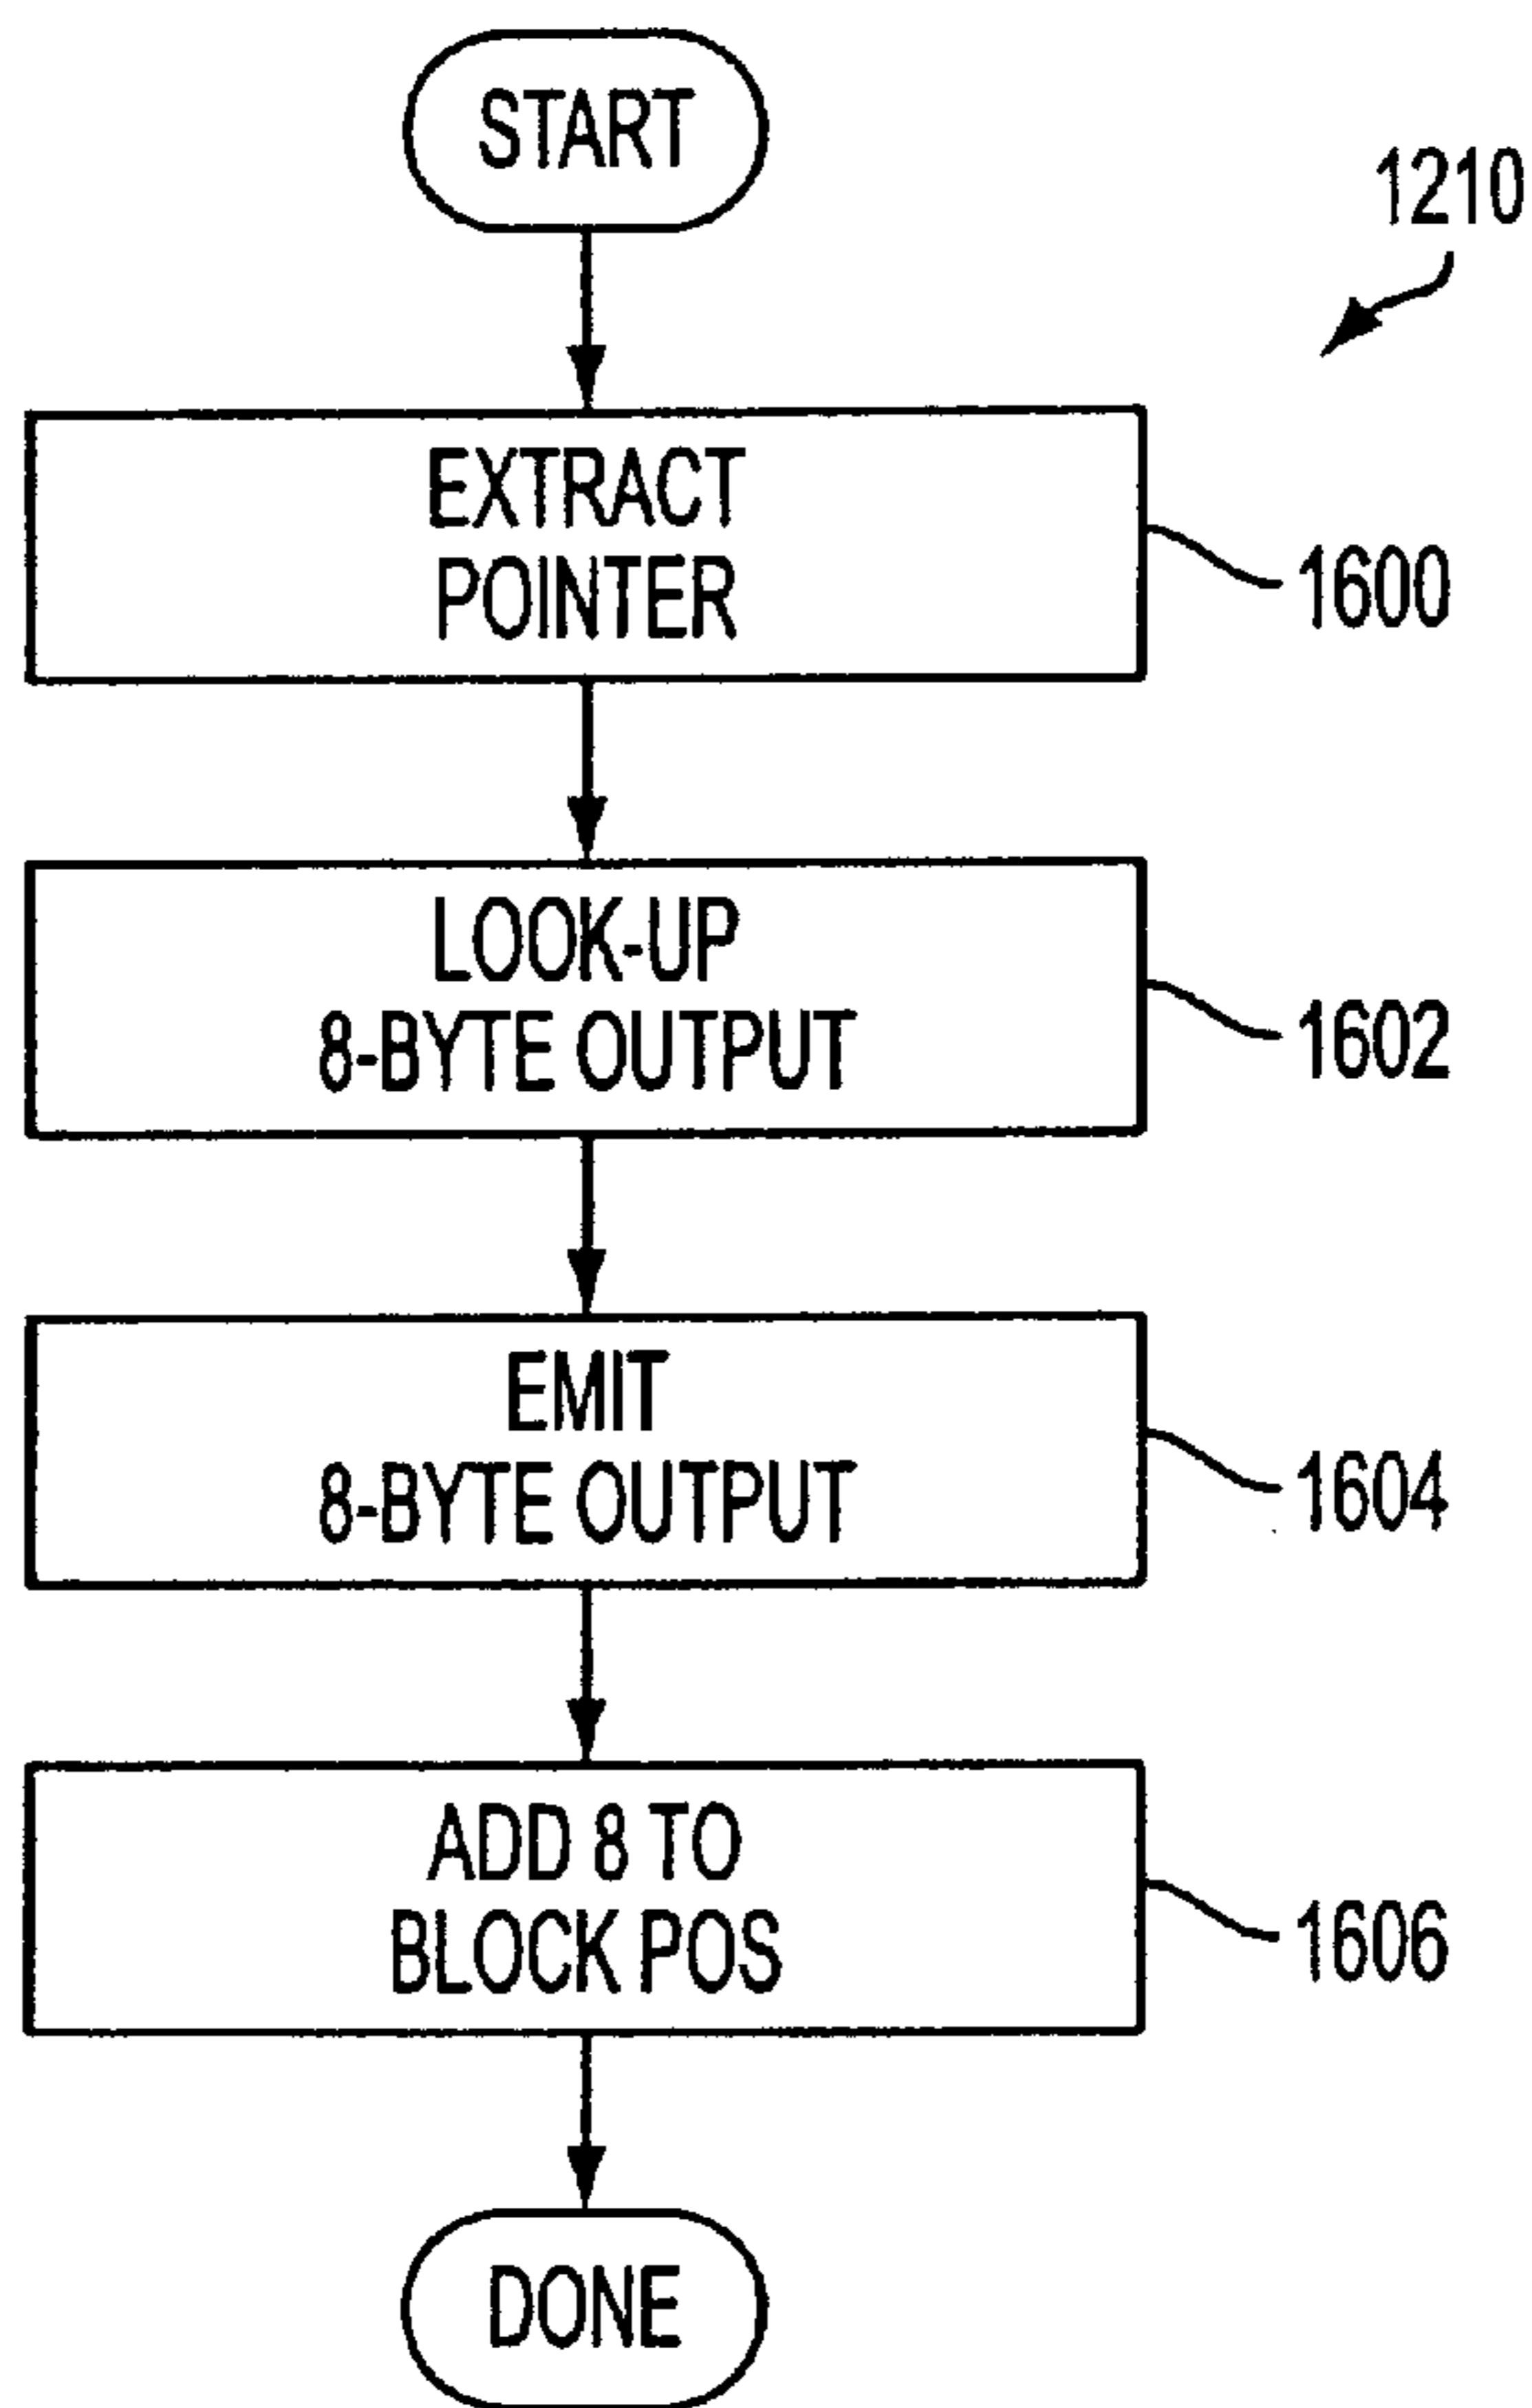 START
1210
EXTRACT
POINTER
1600
LOOK-UP
8-BYTE OUTPUT
1602
EMIT
8-BYTE OUTPUT
1604
ADD 8 TO
BLOCK POS
1606
DONE